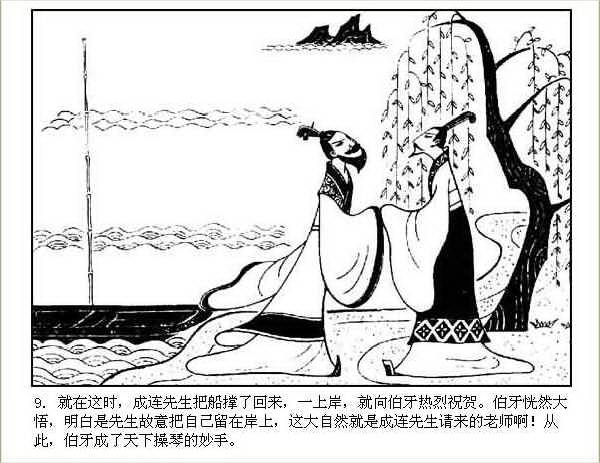 9. 就在这时，成连先生把船撑了回来，一上岸，就向伯牙热烈祝贺。伯牙恍然大
悟，明白是先生故意把自己留在岸上，这大自然就是成连先生请来的老师啊！从
此，伯牙成了天下操琴的妙手。